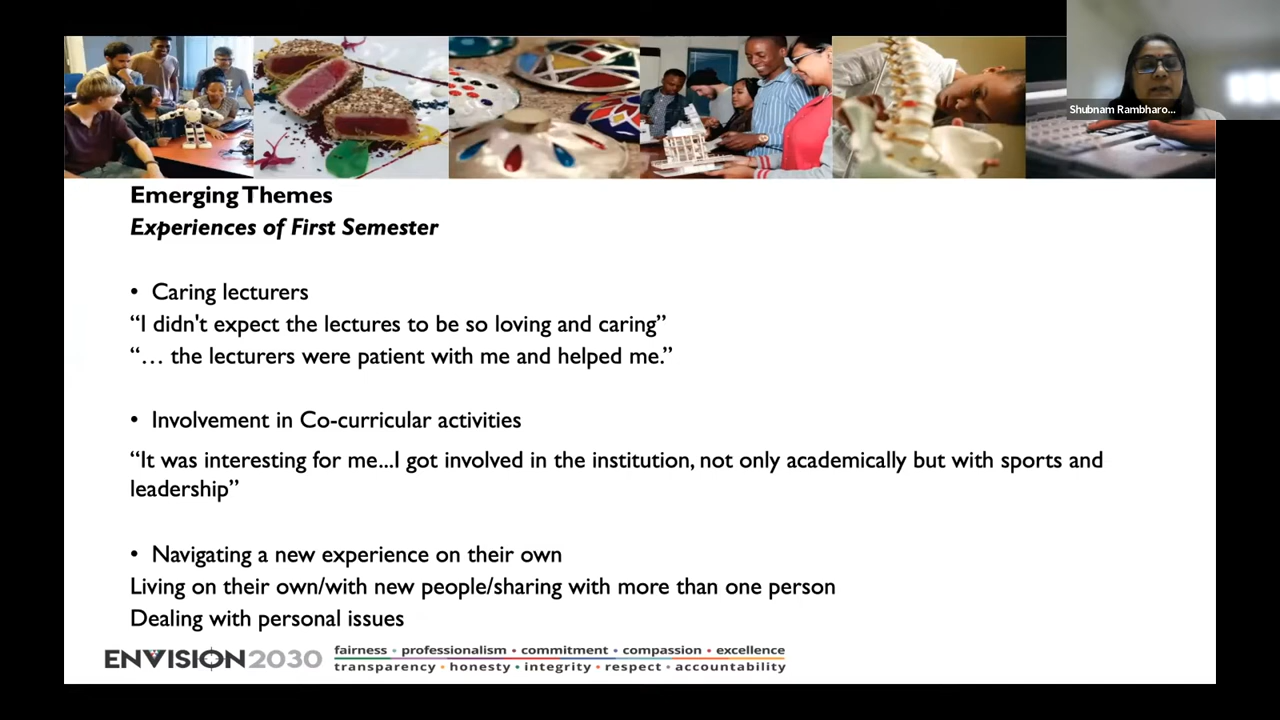 Shubnam Rambharo...
Emerging Themes
Experiences of First Semester
• Caring lecturers
“I didn't expect the lectures to be so loving and caring”
“… the lecturers were patient with me and helped me.”
• Involvement in Co-curricular activities
“It was interesting for me...I got involved in the institution, not only academically but with sports and
leadership”
• Navigating a new experience on their own
Living on their own/with new people/sharing with more than one person
Dealing with personal issues
ENVISION2030
fairness • professionalism • commitment • compassion • excellence
transparency • honesty • integrity • respect • accountability